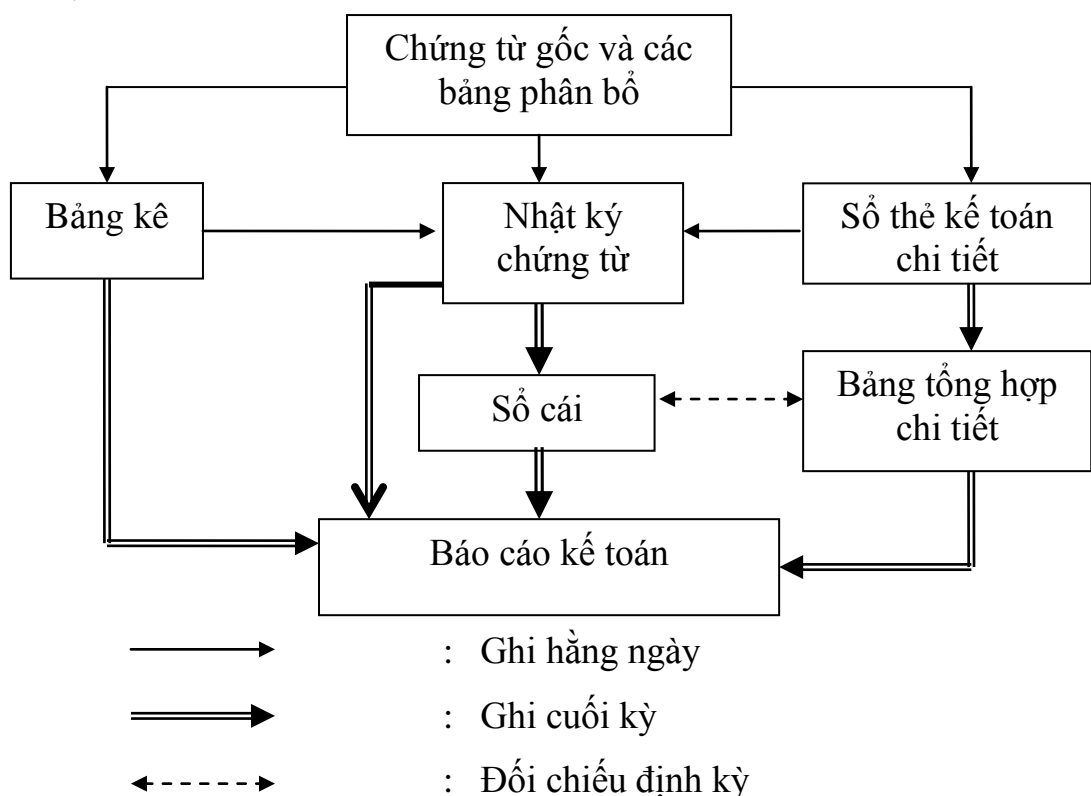 Chứng từ gốc và các
bảng phân bổ
Bảng kê
Nhật ký
chứng từ
Sổ thẻ kế toán
chi tiết
Sổ cái
Bảng tổng hợp
chi tiết
Báo cáo kế toán
: Ghi hằng ngày
: Ghi cuối kỳ
: Đối chiếu định kỳ